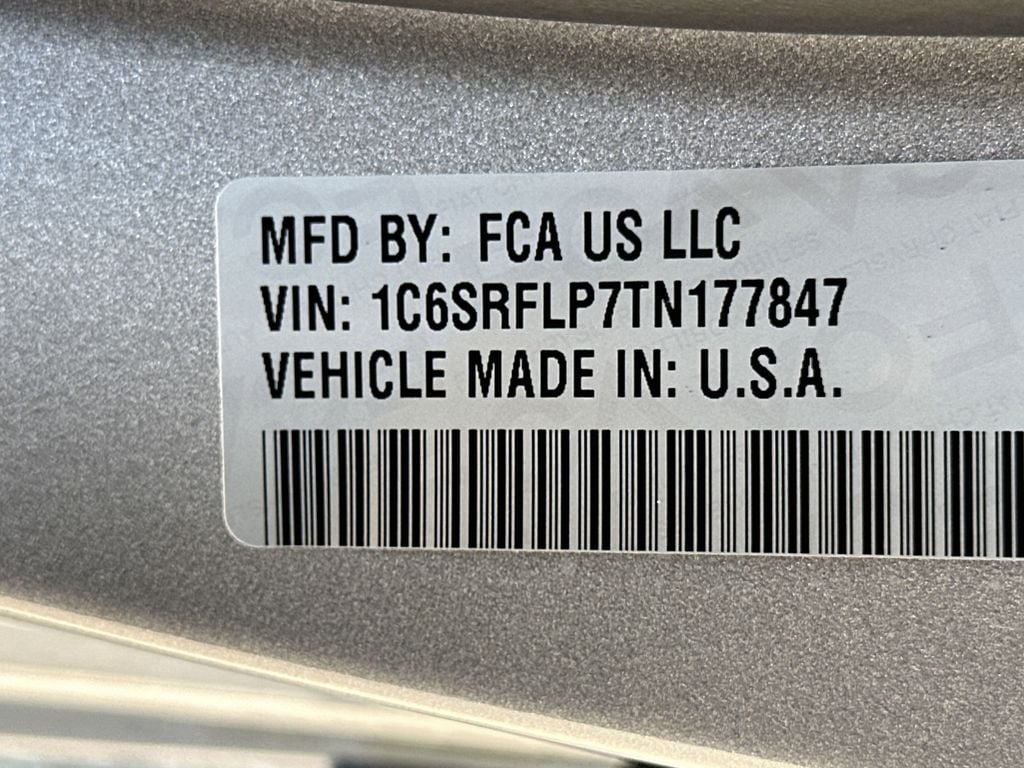 MFD BY: FCA US LLC
VIN: 1C6SRFLP7TN177847
VEHICLE MADE IN: U.S.A.